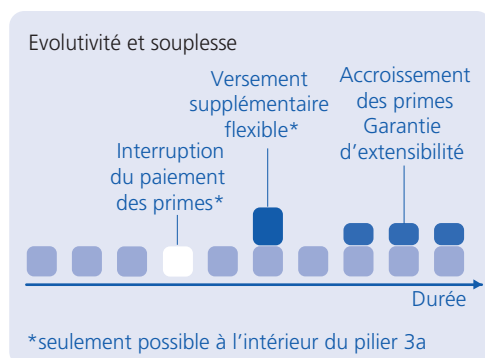 Evolutivité et souplesse
Versement
supplémentaire
flexible*
Accroissement
des primes
Garantie
d'extensibilité
Interruption
du paiement
des primes*
Durée
*seulement possible à l'intérieur du pilier 3a